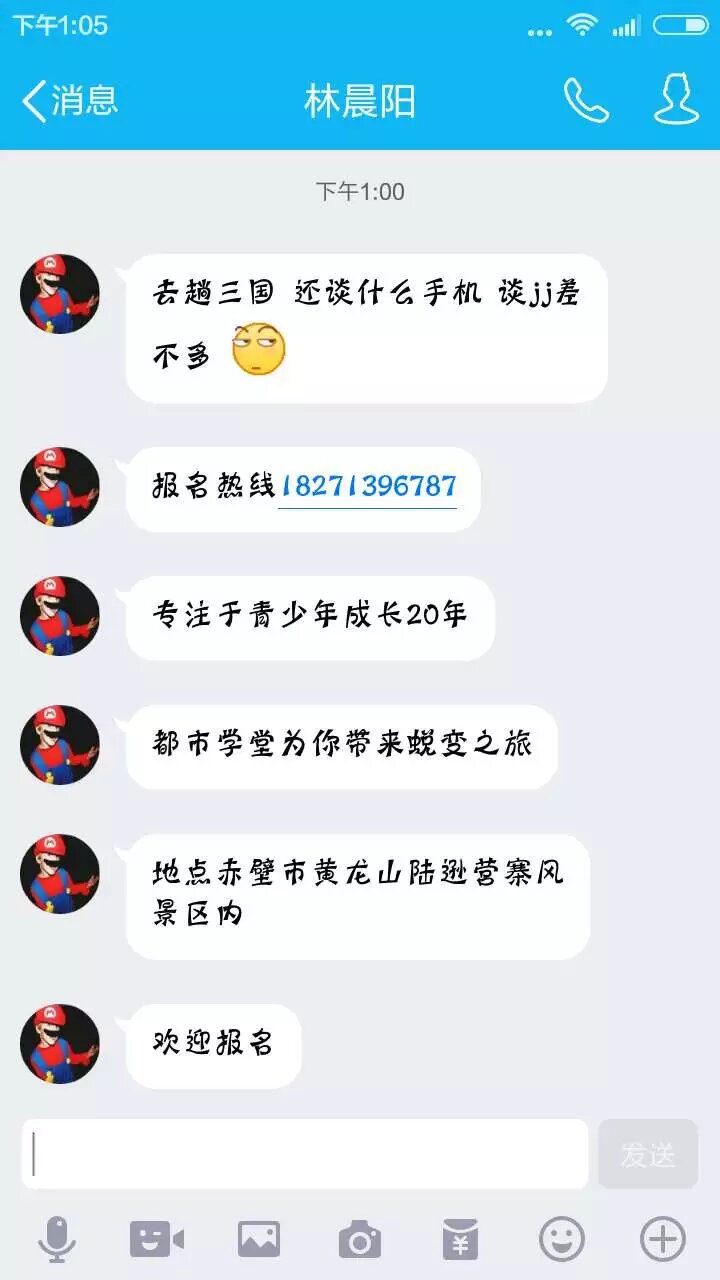 下午1:05
消息
林晨阳
下午1:00
去趟三国 还谈什么手机 谈jj差
不多
报名热线18271396787
专注于青少年成长20年
都市学堂为你带来蜕变之旅
地点赤壁市黄龙山陆逊营寨风
景区内
欢迎报名
发送